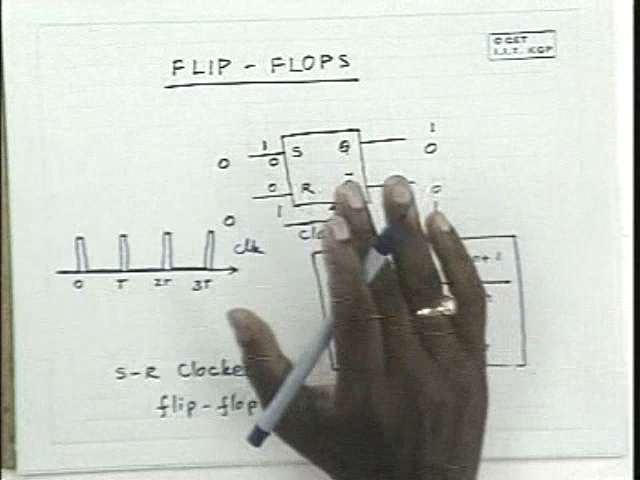 © CET
I.I.T. KGP
FLIP - FLOPS
1
1
0
0
S
Q
0
0
R
0
1
0
Clk
0 T 2T 3T
n+1
S-R Clocke
flip-flop